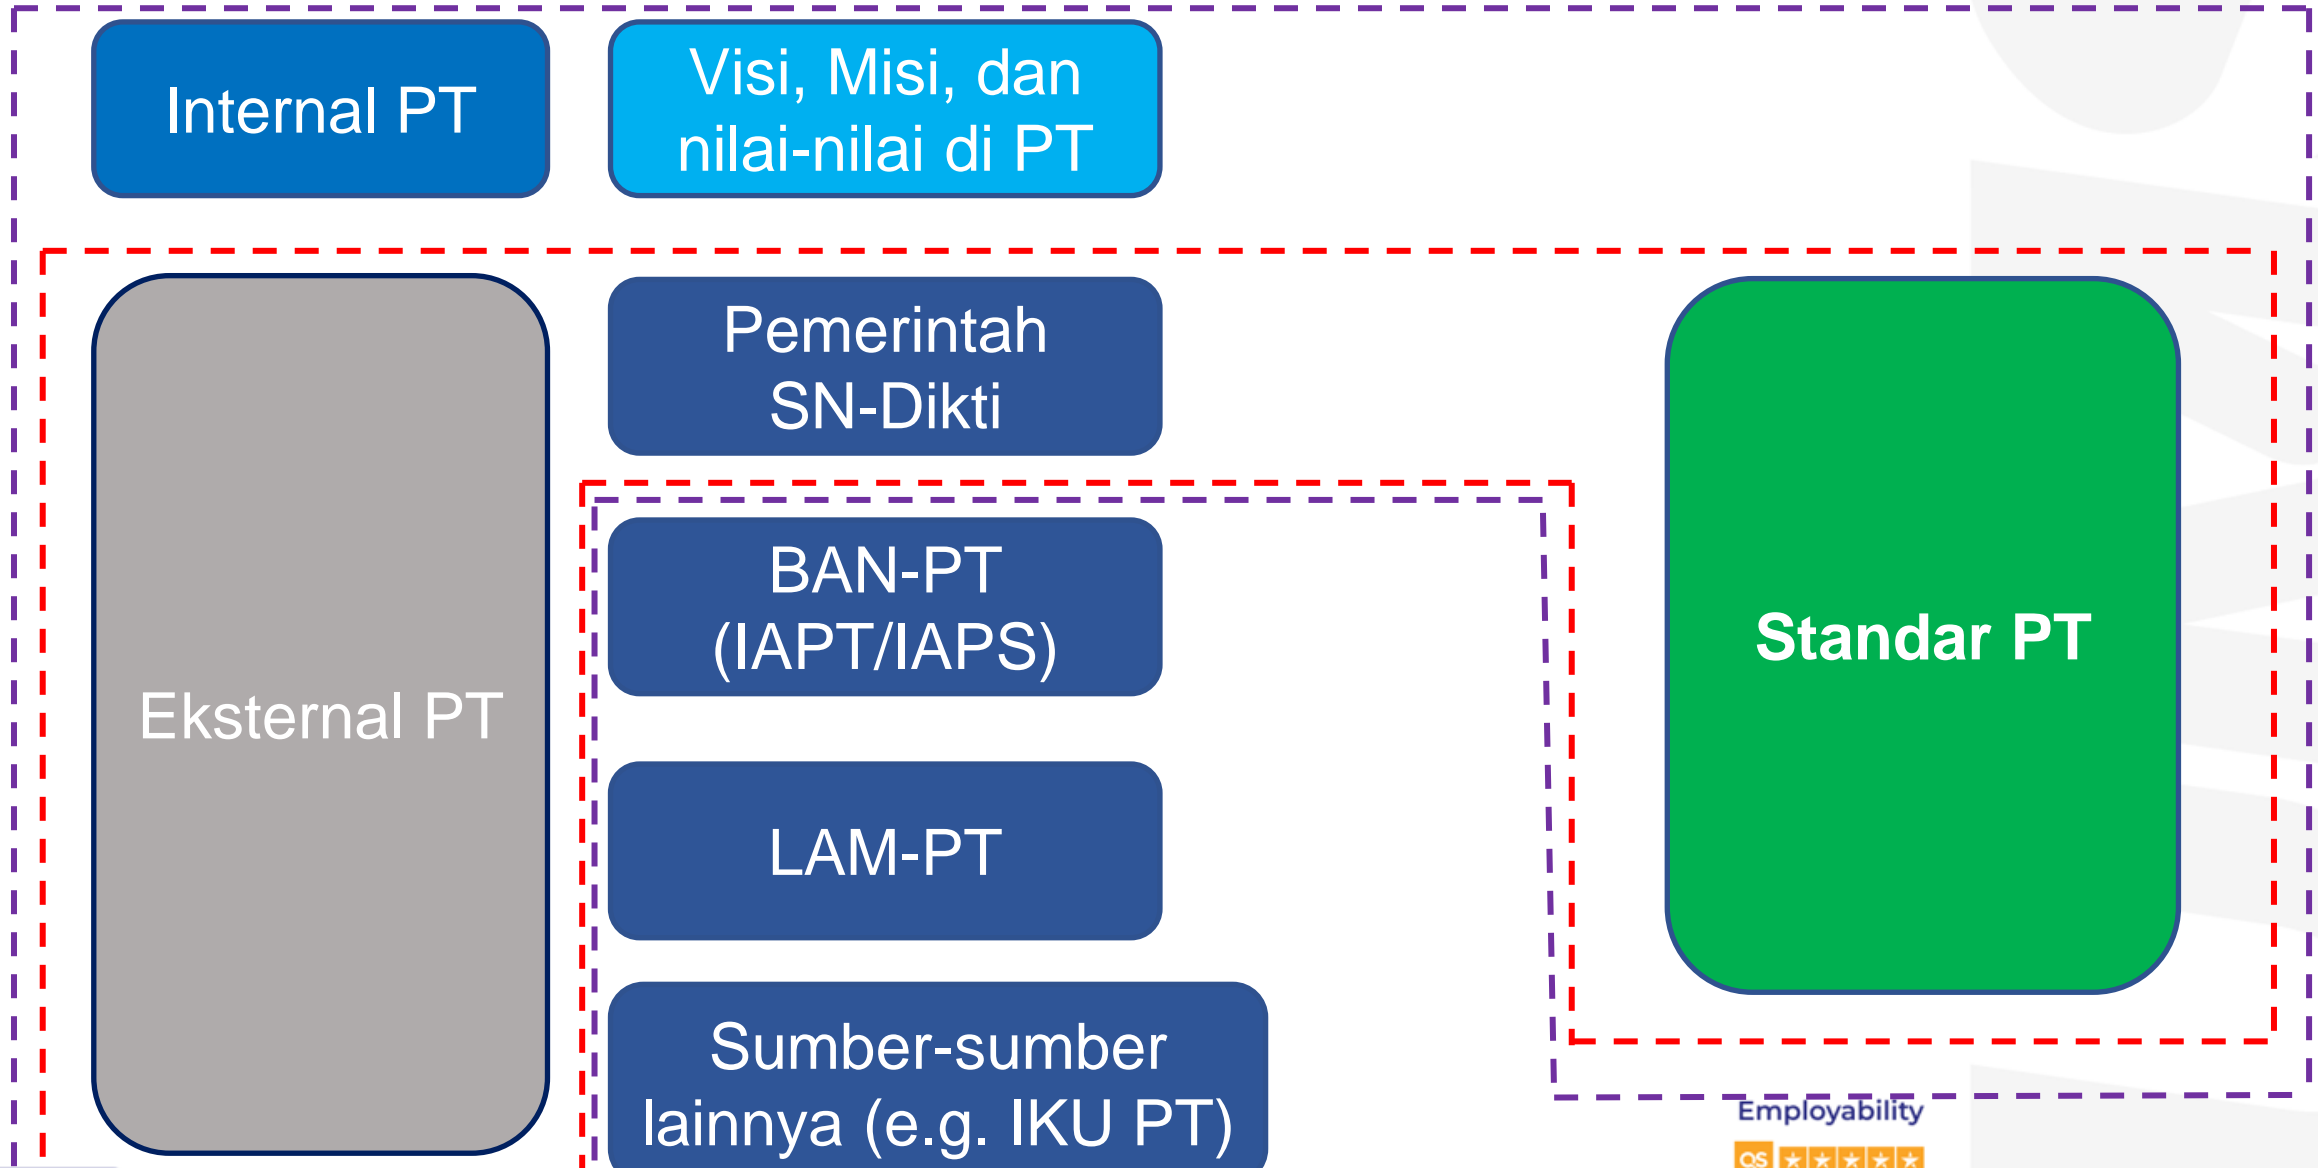 Internal PT
Visi, Misi, dan
nilai-nilai di PT
Eksternal PT
Pemerintah
SN-Dikti
BAN-PT
(IAPT/IAPS)
LAM-PT
Sumber-sumber
lainnya (e.g. IKU PT)
Standar PT
Employability
QS